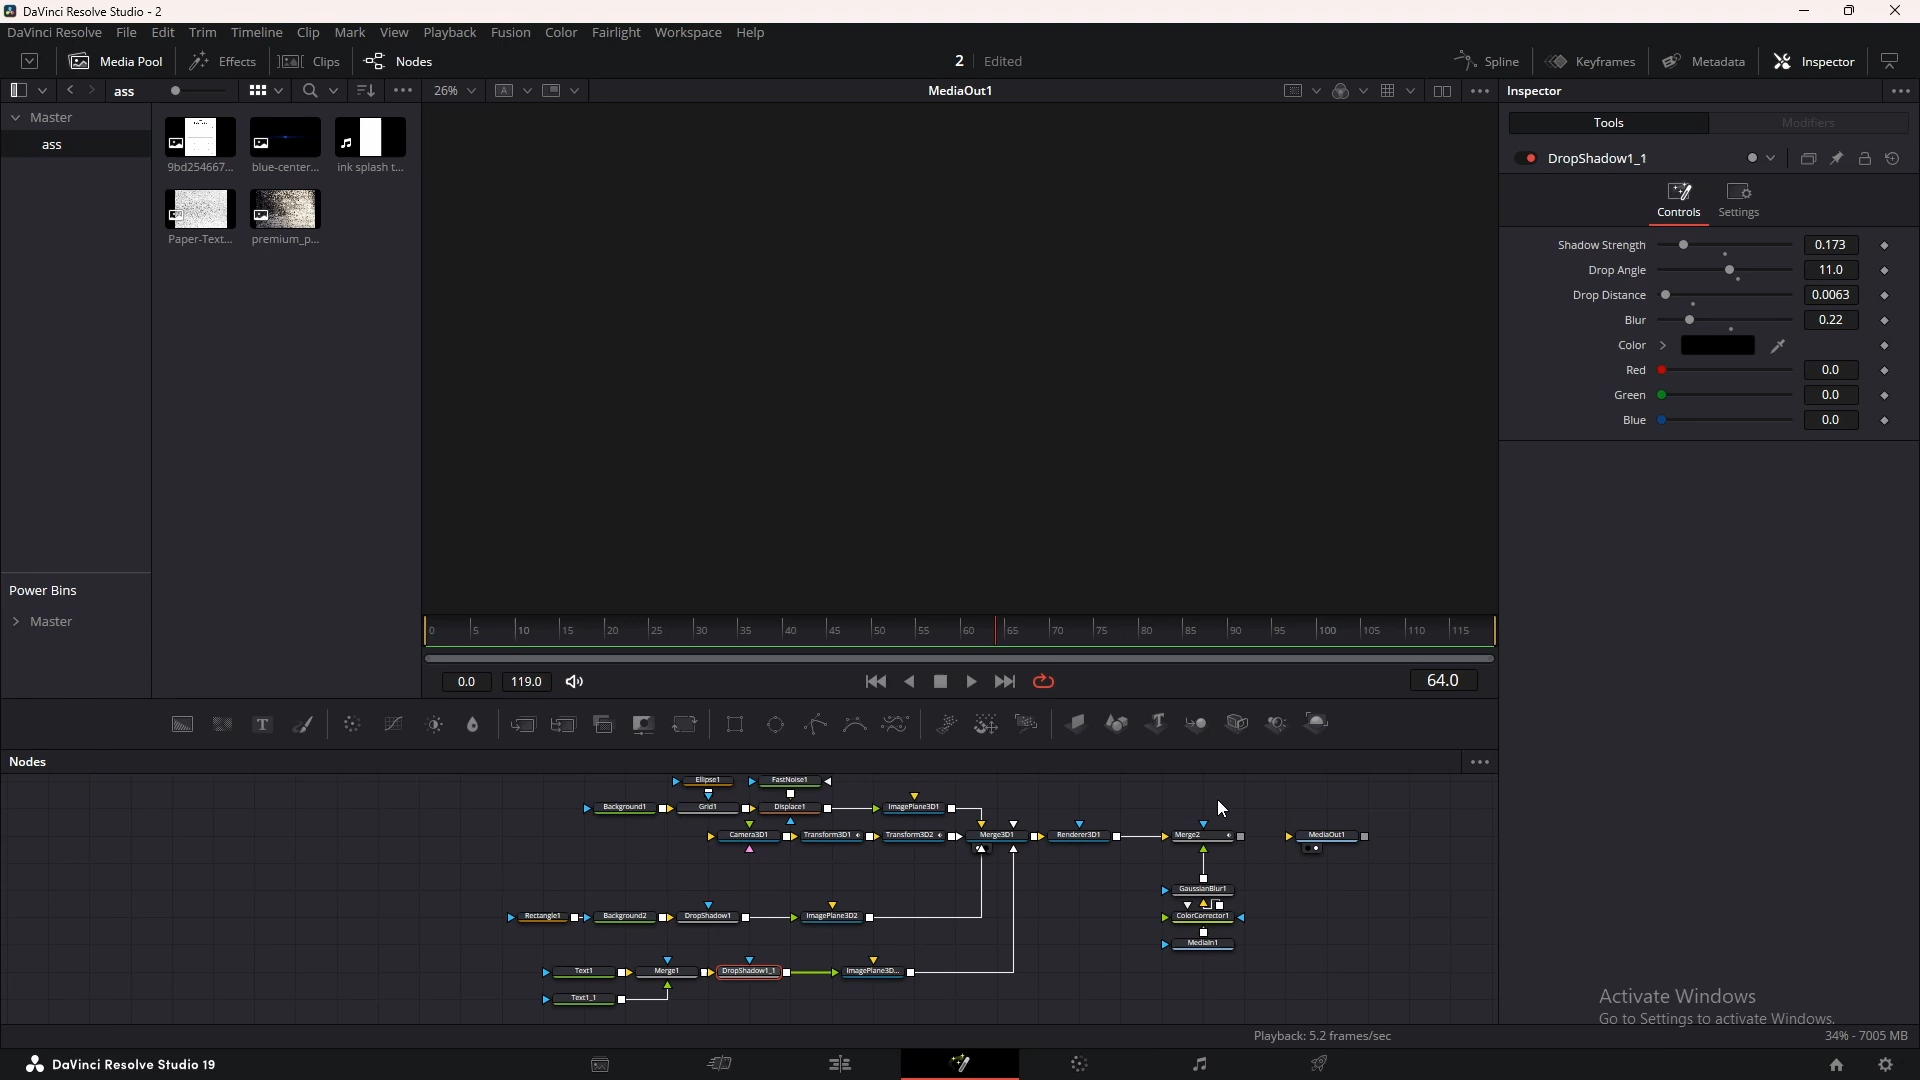 DaVinci Resolve Studio - 2
DaVinci Resolve File Edit Trim Timeline Clip Mark View Playback Fusion Color Fairlight Workspace Help
Media Pool Effects Clips Nodes 2 Edited Spline Keyframes Metadata Inspector
ass 26% MediaOut1 Inspector
Master
ass
9bd254667... blue-center... ink splash t...
Paper-Text... premium_p...
Power Bins
Master
Tools Modifiers
DropShadow1_1
Controls Settings
Shadow Strength 0.173
Drop Angle 11.0
Drop Distance 0.0063
Blur 0.22
Color
Red 0.0
Green 0.0
Blue 0.0
0 5 10 15 20 25 30 35 40 45 50 55 60 65 70 75 80 85 90 95 100 105 110 115
0.0 119.0 64.0
Nodes
Ellipse1 FastNoise1
Background1 Grid1 Displace1 ImagePlane3D1
Camera3D1 Transform3D1 Transform3D2 Merge3D1 Renderer3D1 Merge2 MediaOut1
GaussianBlur1
Rectangle1 Background2 DropShadow1 ImagePlane3D2 ColorCorrector1
MediaIn1
Text1 Merge1 DropShadow1_1 ImagePlane3D...
Text1_1
Activate Windows
Go to Settings to activate Windows.
Playback: 5.2 frames/sec 34% - 7005 MB
DaVinci Resolve Studio 19